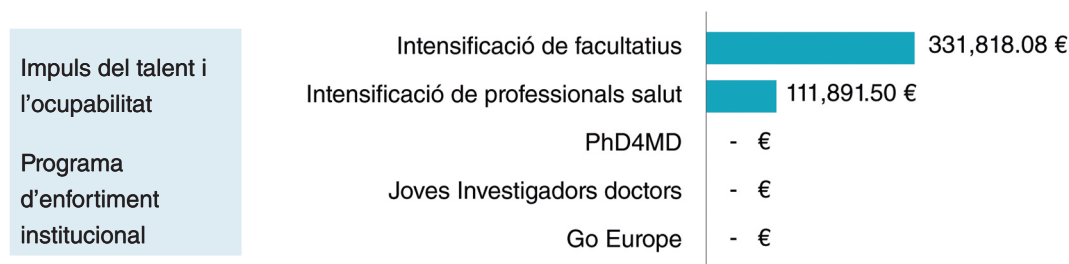 Impuls del talent i
l’ocupabilitat
Programa
d’enfortiment
institucional
Intensificació de facultatius 331,818.08 €
Intensificació de professionals salut 111,891.50 €
PhD4MD - €
Joves Investigadors doctors - €
Go Europe - €